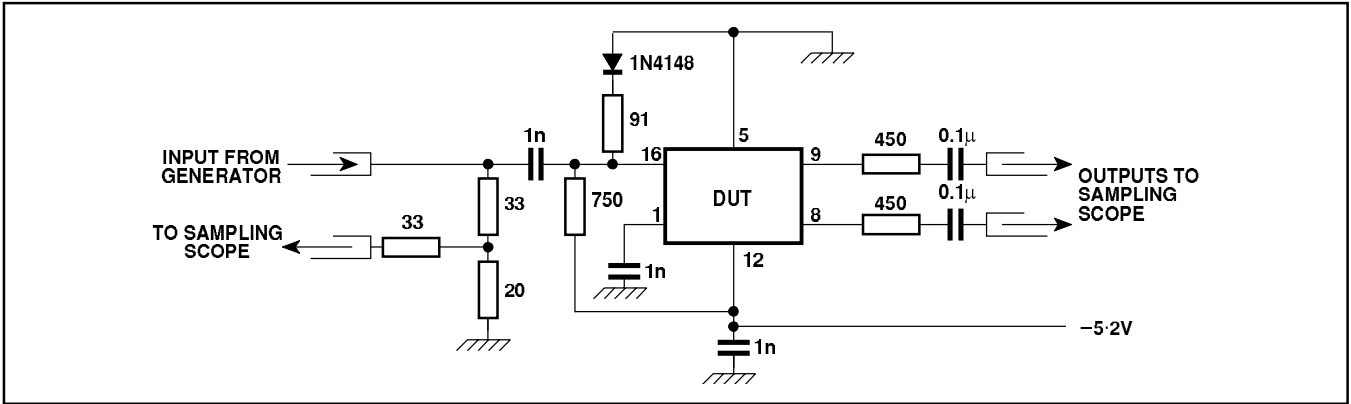 1N4148
91
1n
5
INPUT FROM
GENERATOR
16
9
450
0.1µ
OUTPUTS TO
SAMPLING
SCOPE
33
750
DUT
1
8
450
0.1µ
TO SAMPLING
SCOPE
33
20
1n
12
−5·2V
1n